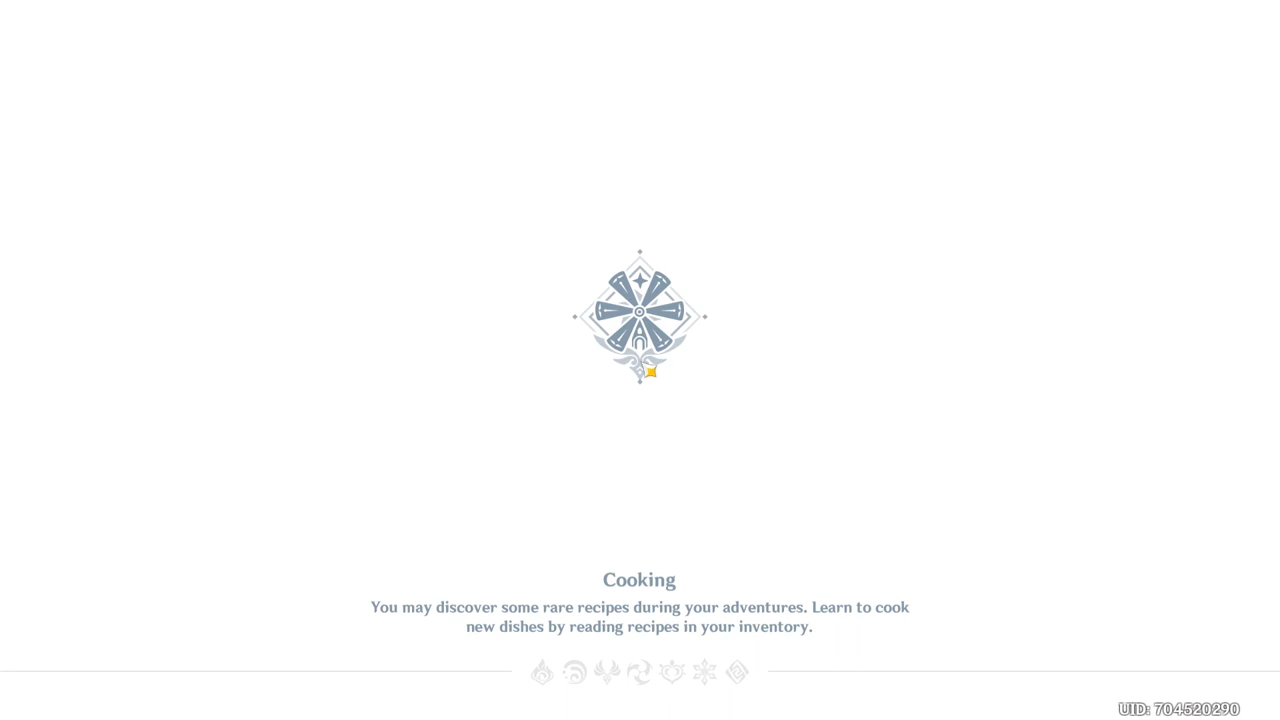 Cooking
You may discover some rare recipes during your adventures. Learn to cook
new dishes by reading recipes in your inventory.
UID: 704520290